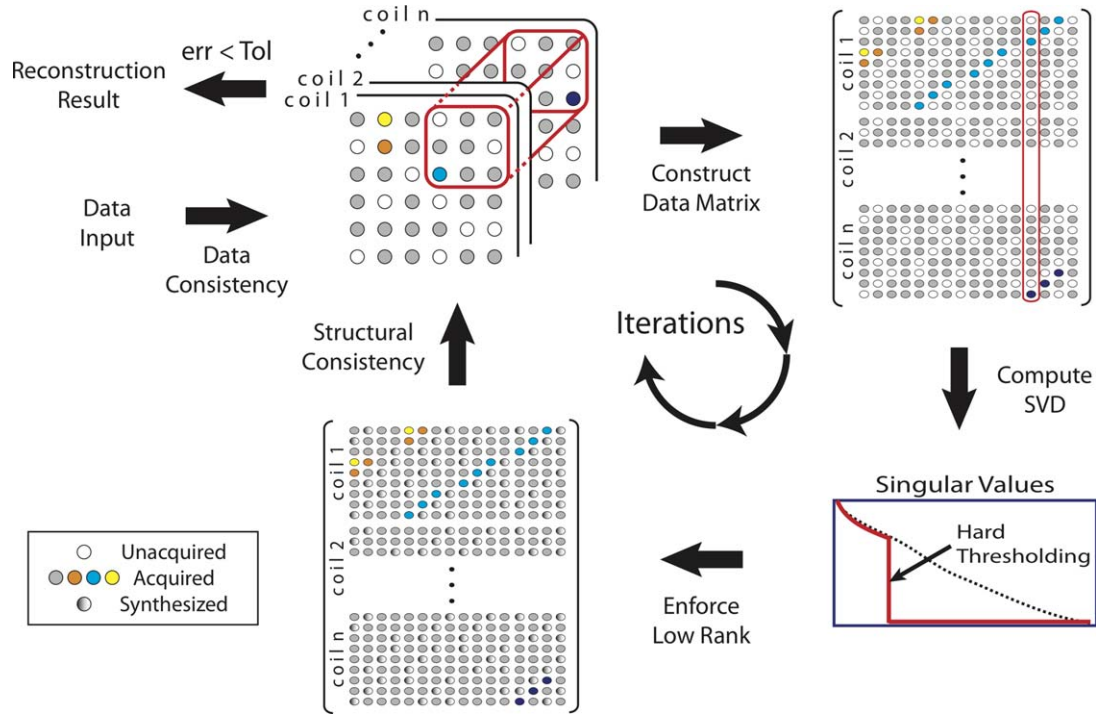 coil n
err < Tol
Reconstruction
Result
coil 2
coil 1
Data
Input
Data
Consistency
Construct
Data Matrix
coil 1
coil 2
coil n
Structural
Consistency
Iterations
Compute
SVD
coil 1
coil 2
coil n
Singular Values
Hard
Thresholding
Enforce
Low Rank
Unacquired
Acquired
Synthesized